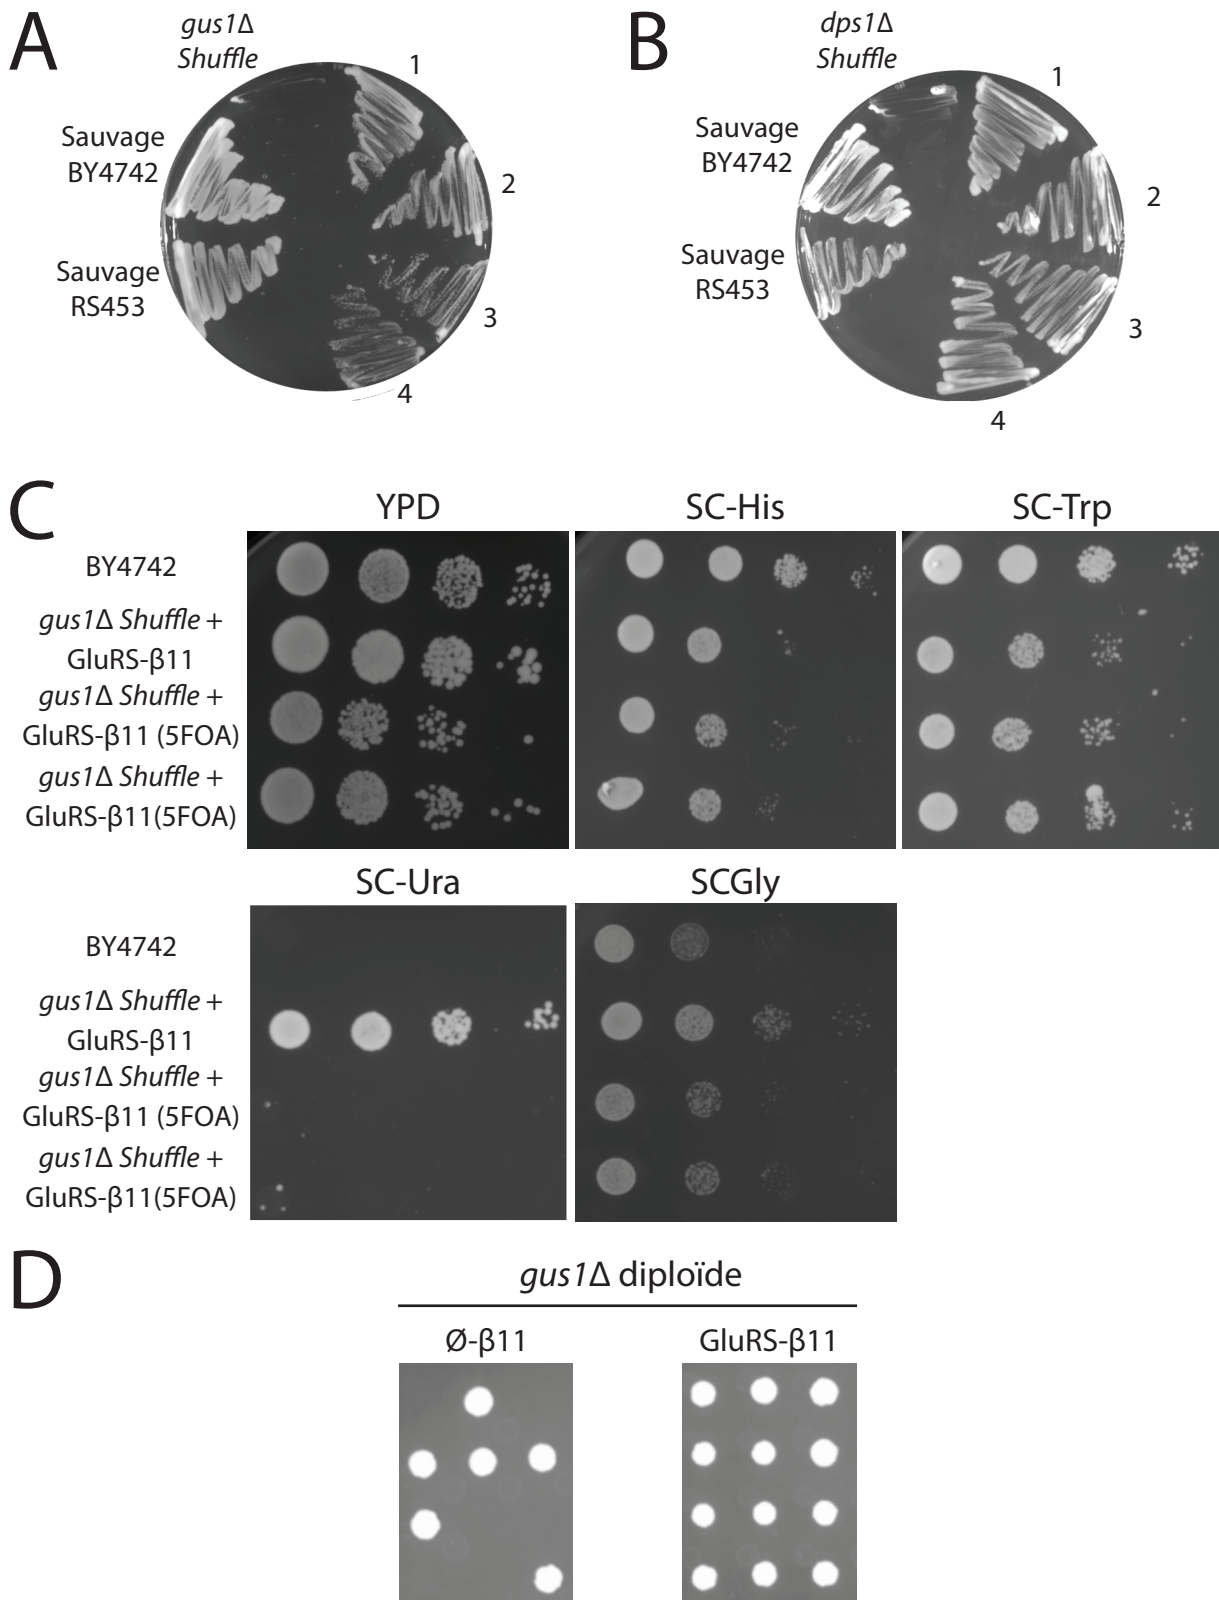 A
gus1Δ
Shuffle
1
Sauvage
BY4742
2
Sauvage
RS453
3
4
B
dps1Δ
Shuffle
1
Sauvage
BY4742
2
Sauvage
RS453
3
4
C
YPD
SC-His
SC-Trp
BY4742
gus1Δ Shuffle +
GluRS-β11
gus1Δ Shuffle +
GluRS-β11 (5FOA)
gus1Δ Shuffle +
GluRS-β11(5FOA)
SC-Ura
SCGly
BY4742
gus1Δ Shuffle +
GluRS-β11
gus1Δ Shuffle +
GluRS-β11 (5FOA)
gus1Δ Shuffle +
GluRS-β11(5FOA)
D
gus1Δ diploïde
Ø-β11
GluRS-β11